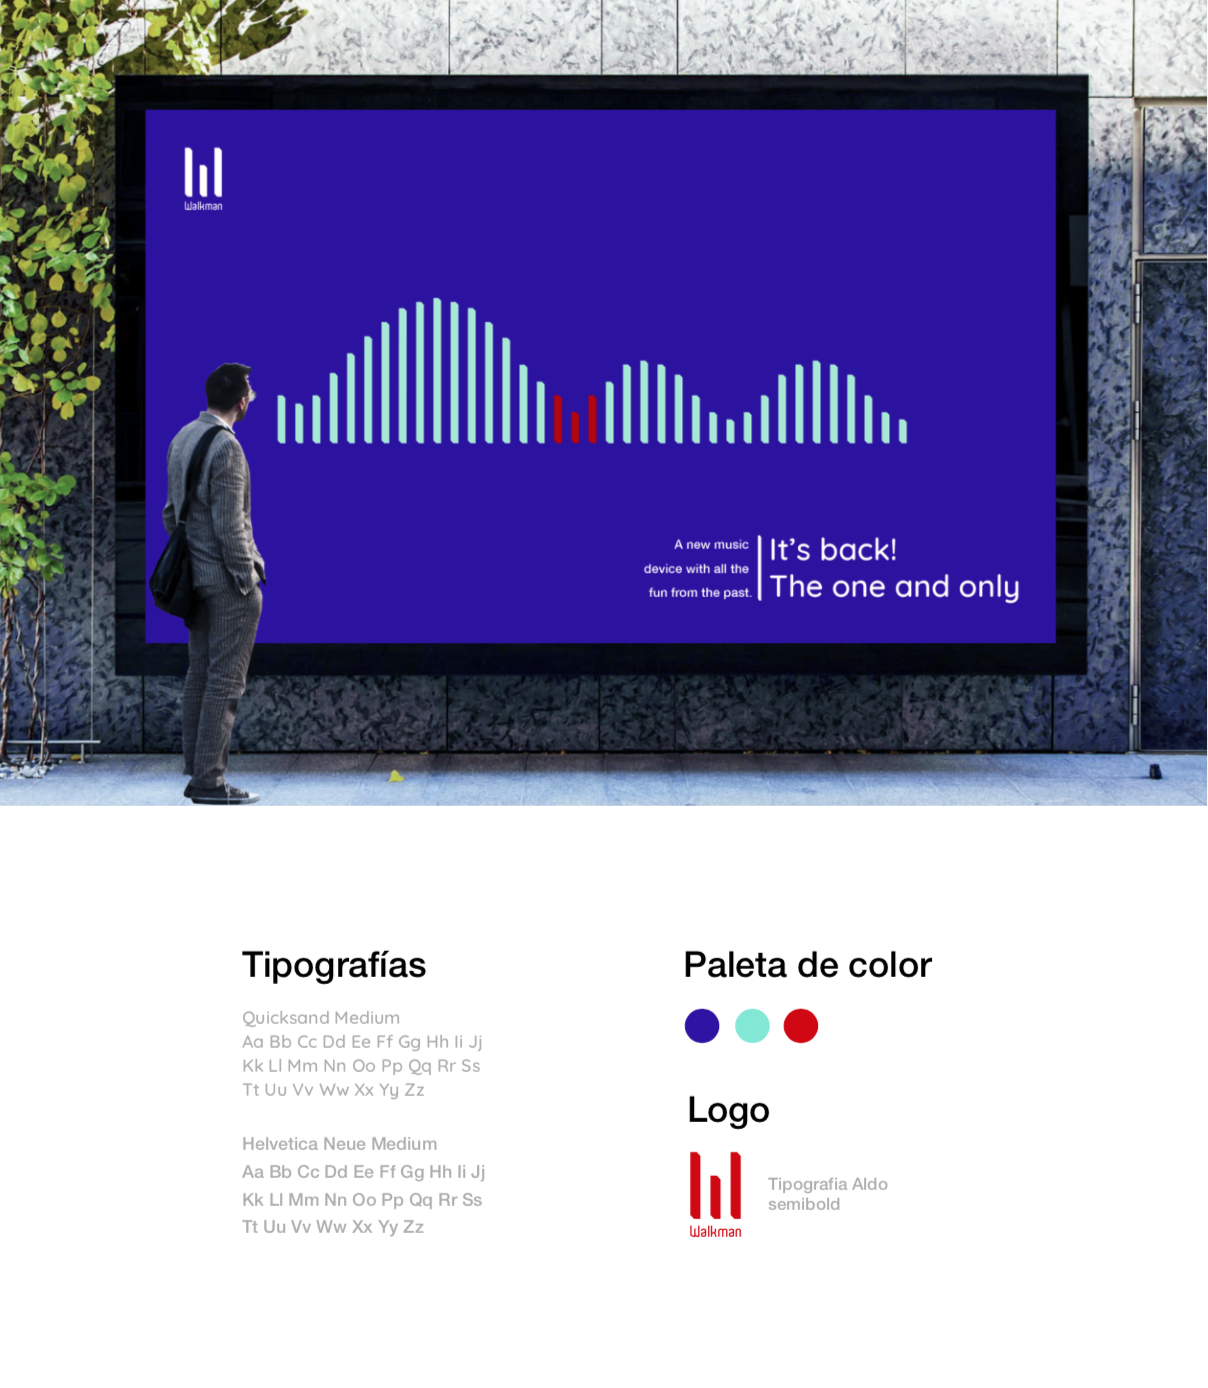 Walkman
A new music
device with all the
fun from the past.
It's back!
The one and only
Tipografías
Quicksand Medium
Aa Bb Cc Dd Ee Ff Gg Hh Ii Jj
Kk Ll Mm Nn Oo Pp Qq Rr Ss
Tt Uu Vv Ww Xx Yy Zz
Helvetica Neue Medium
Aa Bb Cc Dd Ee Ff Gg Hh Ii Jj
Kk Ll Mm Nn Oo Pp Qq Rr Ss
Tt Uu Vv Ww Xx Yy Zz
Paleta de color
Logo
Walkman
Tipografia Aldo
semibold